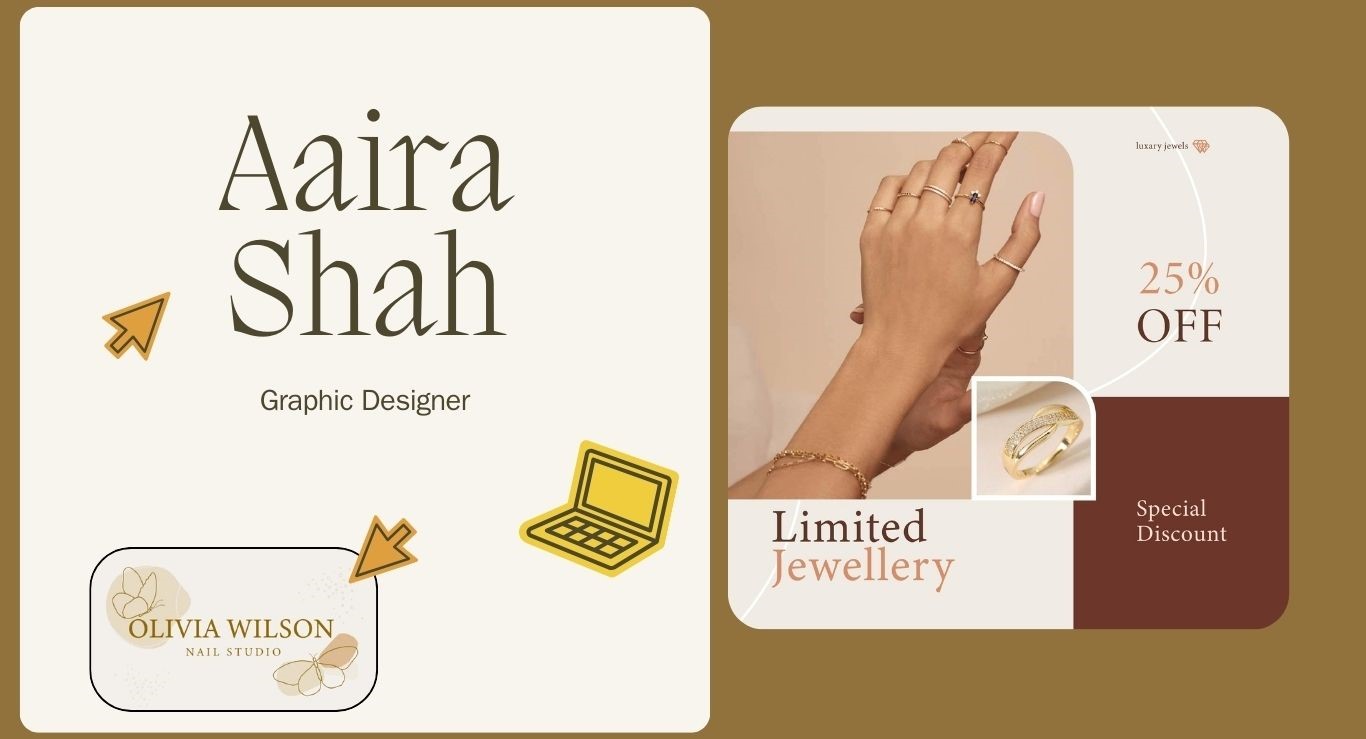 Aaira
Shah
Graphic Designer
OLIVIA WILSON
NAIL STUDIO
luxary jewels
25%
OFF
Limited
Jewellery
Special
Discount